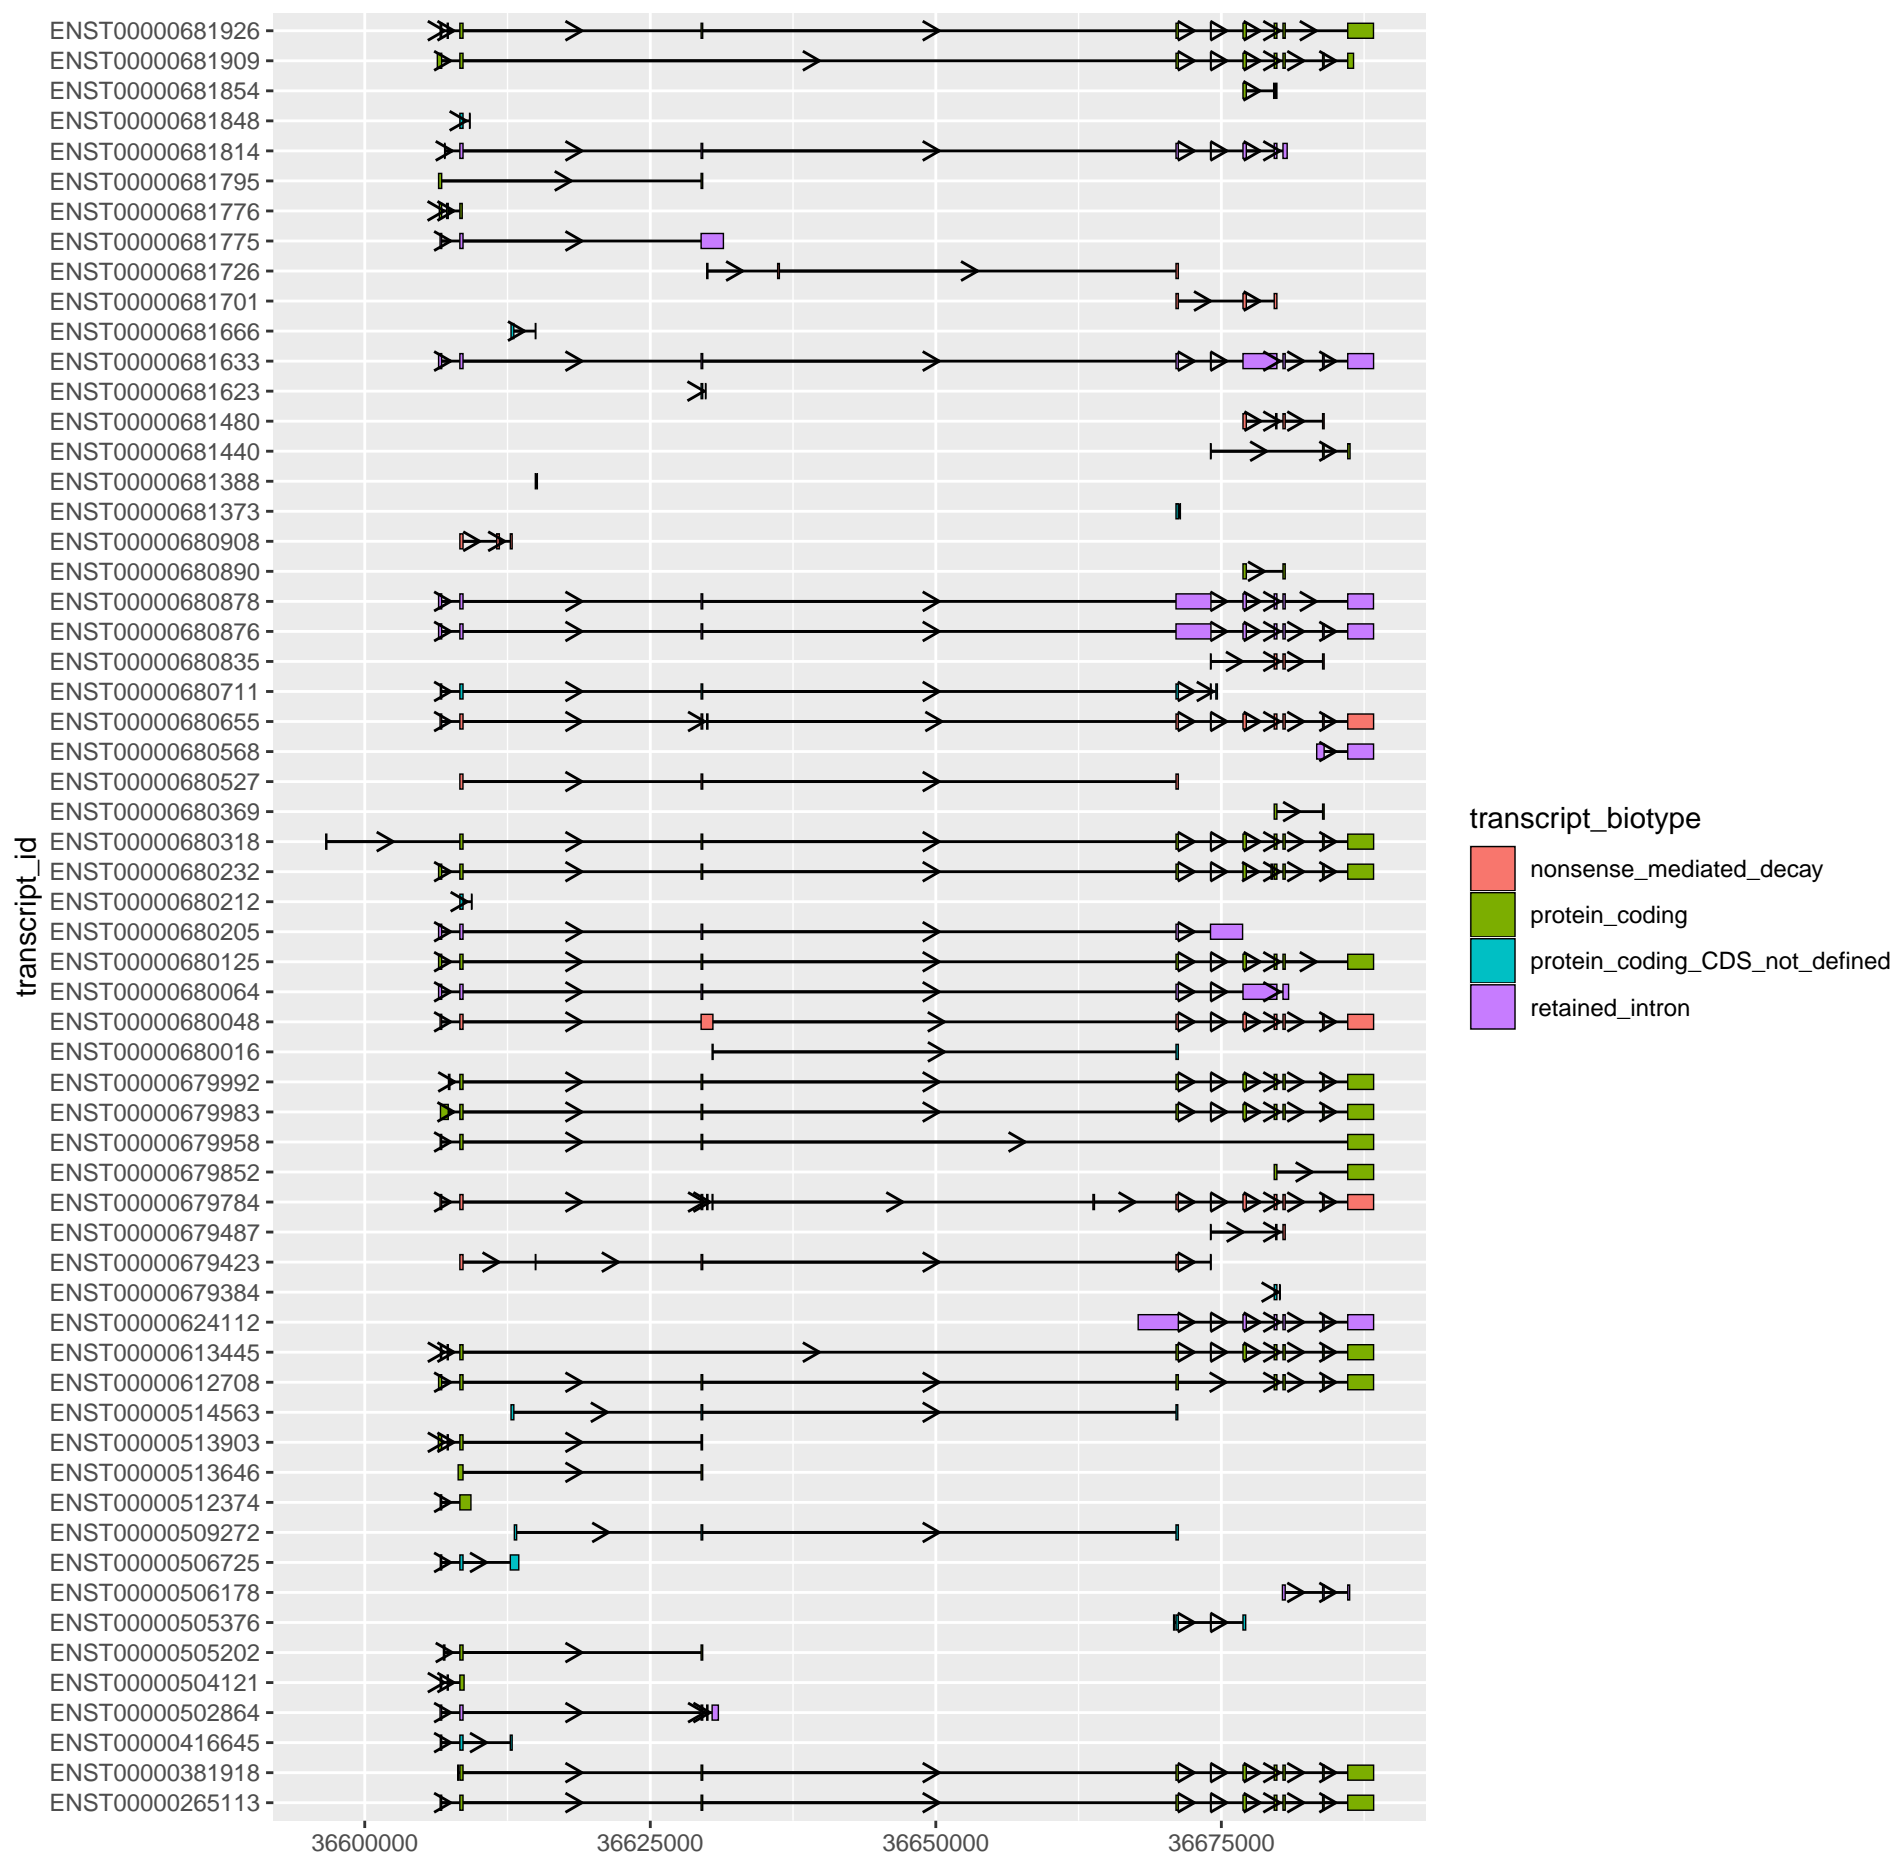 ENST00000681926
ENST00000681909
ENST00000681854
ENST00000681848
ENST00000681814
ENST00000681795
ENST00000681776
ENST00000681775
ENST00000681726
ENST00000681701
ENST00000681666
ENST00000681633
ENST00000681623
ENST00000681480
ENST00000681440
ENST00000681388
ENST00000681373
ENST00000680908
ENST00000680890
ENST00000680878
ENST00000680876
ENST00000680835
ENST00000680711
ENST00000680655
ENST00000680568
ENST00000680527
ENST00000680369
ENST00000680318
ENST00000680232
ENST00000680212
ENST00000680205
ENST00000680125
ENST00000680064
ENST00000680048
ENST00000680016
ENST00000679992
ENST00000679983
ENST00000679958
ENST00000679852
ENST00000679784
ENST00000679487
ENST00000679423
ENST00000679384
ENST00000624112
ENST00000613445
ENST00000612708
ENST00000514563
ENST00000513903
ENST00000513646
ENST00000512374
ENST00000509272
ENST00000506725
ENST00000506178
ENST00000505376
ENST00000505202
ENST00000504121
ENST00000502864
ENST00000416645
ENST00000381918
ENST00000265113
transcript_id
36600000
36625000
36650000
36675000
transcript_biotype
nonsense_mediated_decay
protein_coding
protein_coding_CDS_not_defined
retained_intron